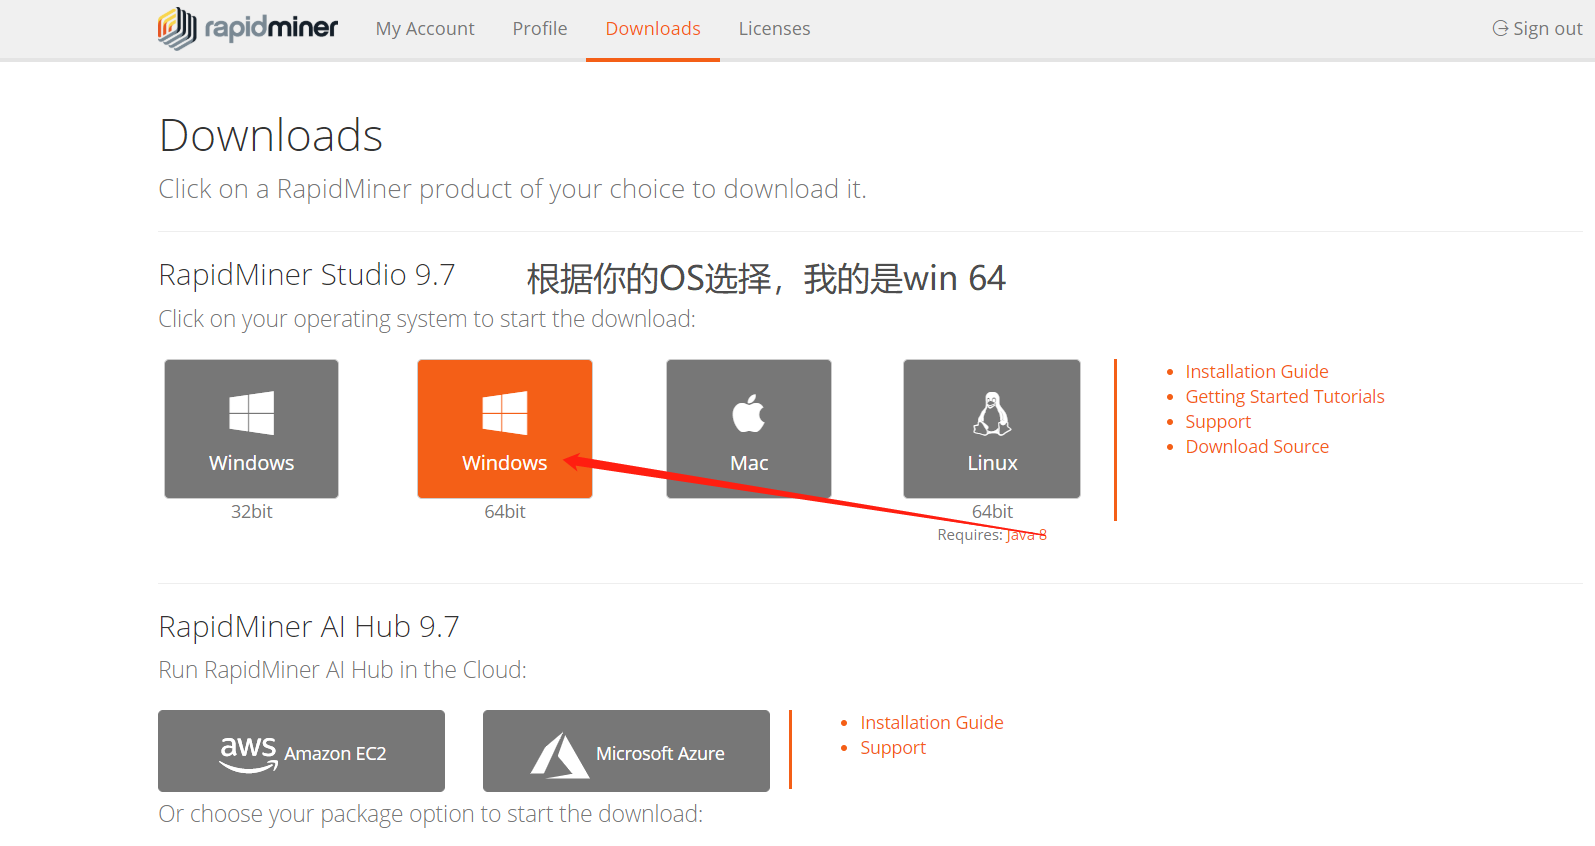 rapidminer My Account Profile Downloads Licenses Sign out
Downloads
Click on a RapidMiner product of your choice to download it.
RapidMiner Studio 9.7 根据你的OS选择，我的是win 64
Click on your operating system to start the download:
Windows Windows Mac Linux
32bit 64bit 64bit
Requires: Java 8
Installation Guide
Getting Started Tutorials
Support
Download Source
RapidMiner AI Hub 9.7
Run RapidMiner AI Hub in the Cloud:
aws Amazon EC2 Microsoft Azure
Installation Guide
Support
Or choose your package option to start the download: